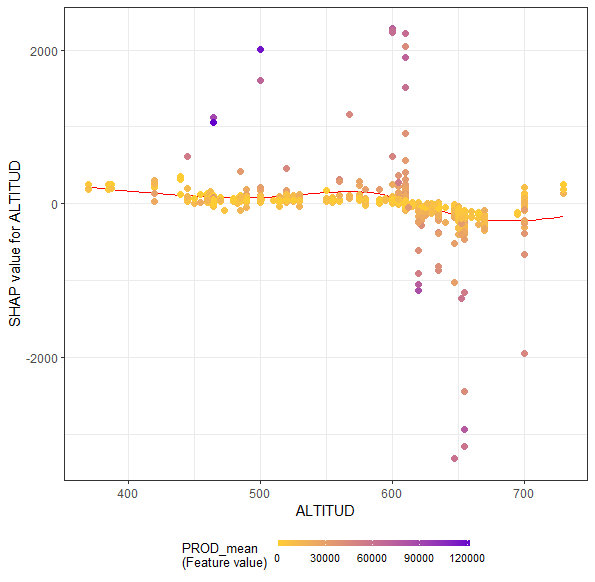 2000
0
-2000
SHAP value for ALTITUD
400 500 600 700
ALTITUD
PROD_mean
(Feature value)
0 30000 60000 90000 120000